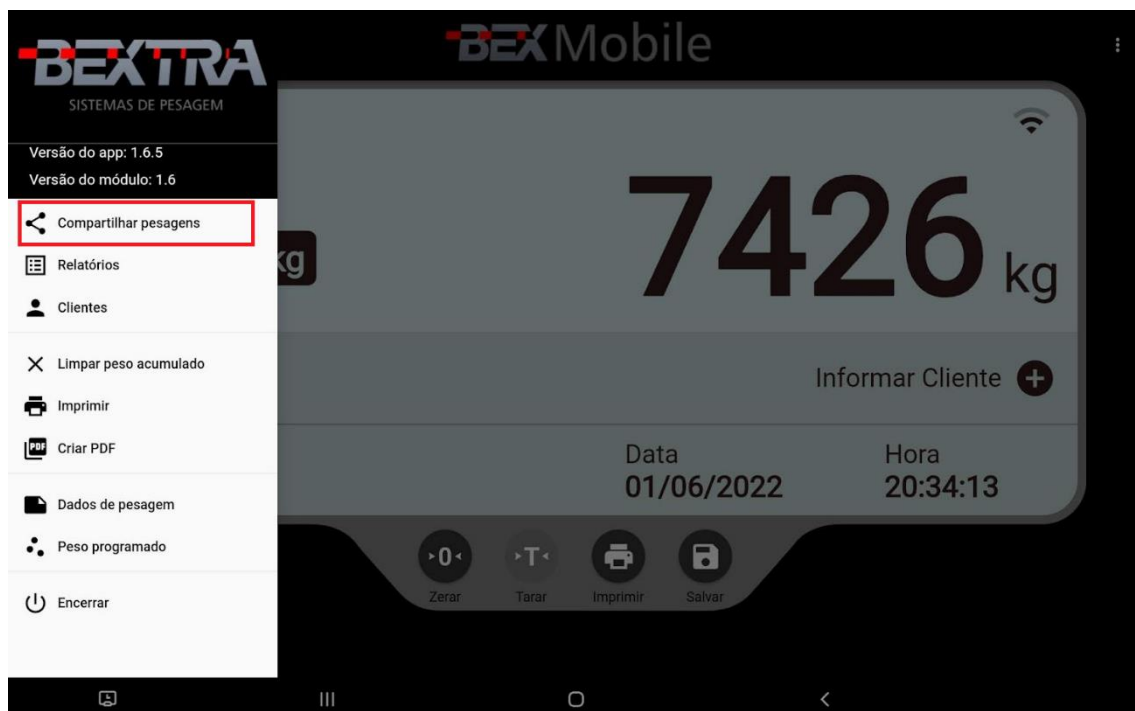 BEXTRA
SISTEMAS DE PESAGEM
Versão do app: 1.6.5
Versão do módulo: 1.6
Compartilhar pesagens
Relatórios
Clientes
Limpar peso acumulado
Imprimir
PDF
Criar PDF
Dados de pesagem
Peso programado
Encerrar
BEX Mobile
kg
7426 kg
Informar Cliente
Data
01/06/2022
Hora
20:34:13
0
T
Zerar
Tarar
Imprimir
Salvar